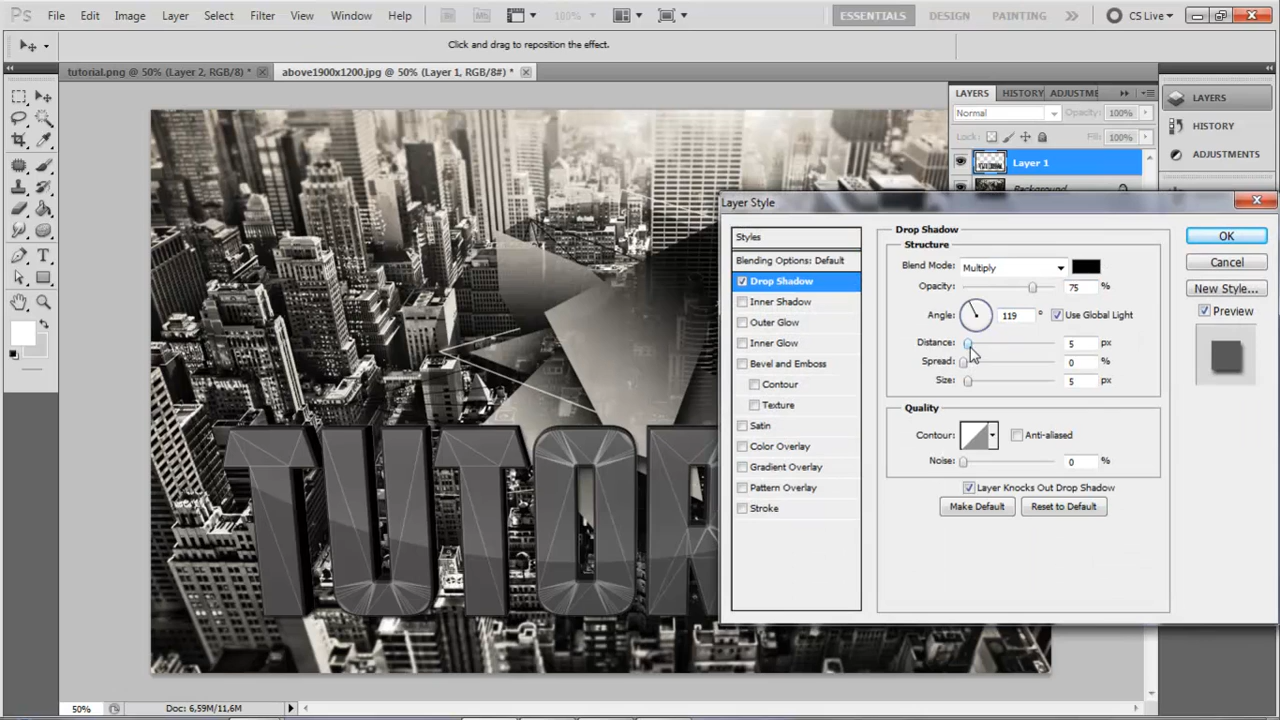 Ps File Edit Image Layer Select Filter View Window Help Br Mb 100% ESSENTIALS DESIGN PAINTING CS Live
Click and drag to reposition the effect.
tutorial.png @ 50% (Layer 2, RGB/8) * above1900x1200.jpg @ 50% (Layer 1, RGB/8#) *
LAYERS HISTORY ADJUSTME
Normal Opacity: 100%
Lock: Fill: 100%
Layer 1
Background
LAYERS
HISTORY
ADJUSTMENTS
Layer Style
Styles
Blending Options: Default
Drop Shadow
Inner Shadow
Outer Glow
Inner Glow
Bevel and Emboss
Contour
Texture
Satin
Color Overlay
Gradient Overlay
Pattern Overlay
Stroke
Drop Shadow
Structure
Blend Mode: Multiply
Opacity: 75 %
Angle: 119 ° Use Global Light
Distance: 5 px
Spread: 0 %
Size: 5 px
Quality
Contour: Anti-aliased
Noise: 0 %
Layer Knocks Out Drop Shadow
Make Default Reset to Default
OK
Cancel
New Style...
Preview
TUTOR
50% Doc: 6,59M/11,6M